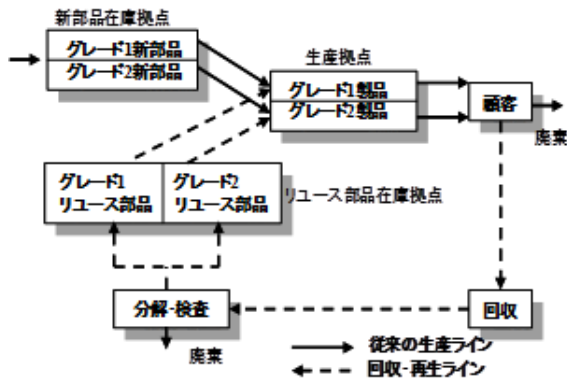 新部品在庫拠点
グレード1新部品
グレード2新部品
生産拠点
グレード1製品
グレード2製品
顧客
廃棄
グレード1
リユース部品
グレード2
リユース部品
リユース部品在庫拠点
分解・検査
回収
廃棄
従来の生産ライン
回収・再生ライン